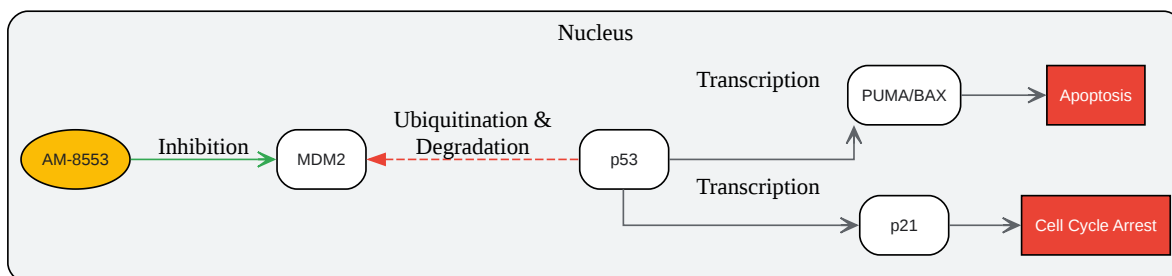 Nucleus
Transcription
PUMA/BAX
Apoptosis
AM-8553
Inhibition
MDM2
Ubiquitination &
Degradation
p53
Transcription
p21
Cell Cycle Arrest